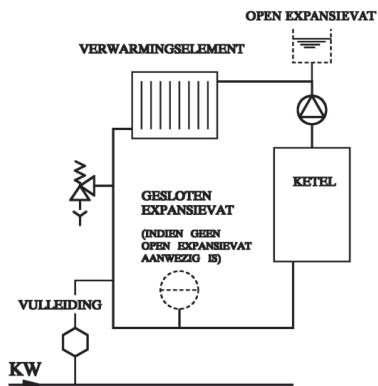 OPEN EXPANSIEVAT
VERWARMINGSELEMENT
KETEL
GESLOTEN
EXPANSIEVAT
(INDIEN GEEN
OPEN EXPANSIEVAT
AANWEZIG IS)
VULLEIDING
KW